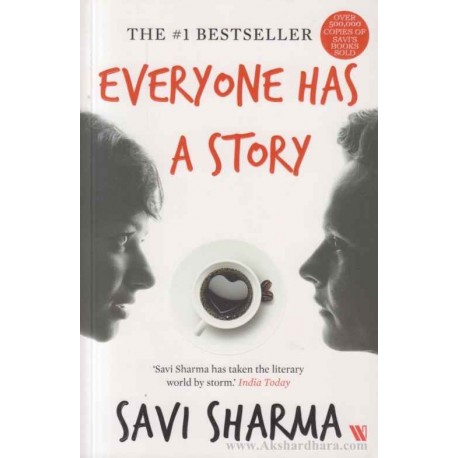 THE #1 BESTSELLER
OVER
500,000
COPIES OF
SAVI'S
BOOKS
SOLD
EVERYONE HAS
A STORY
'Savi Sharma has taken the literary
world by storm.' India Today
SAVI SHARMA
W
www.Akshardhara.com